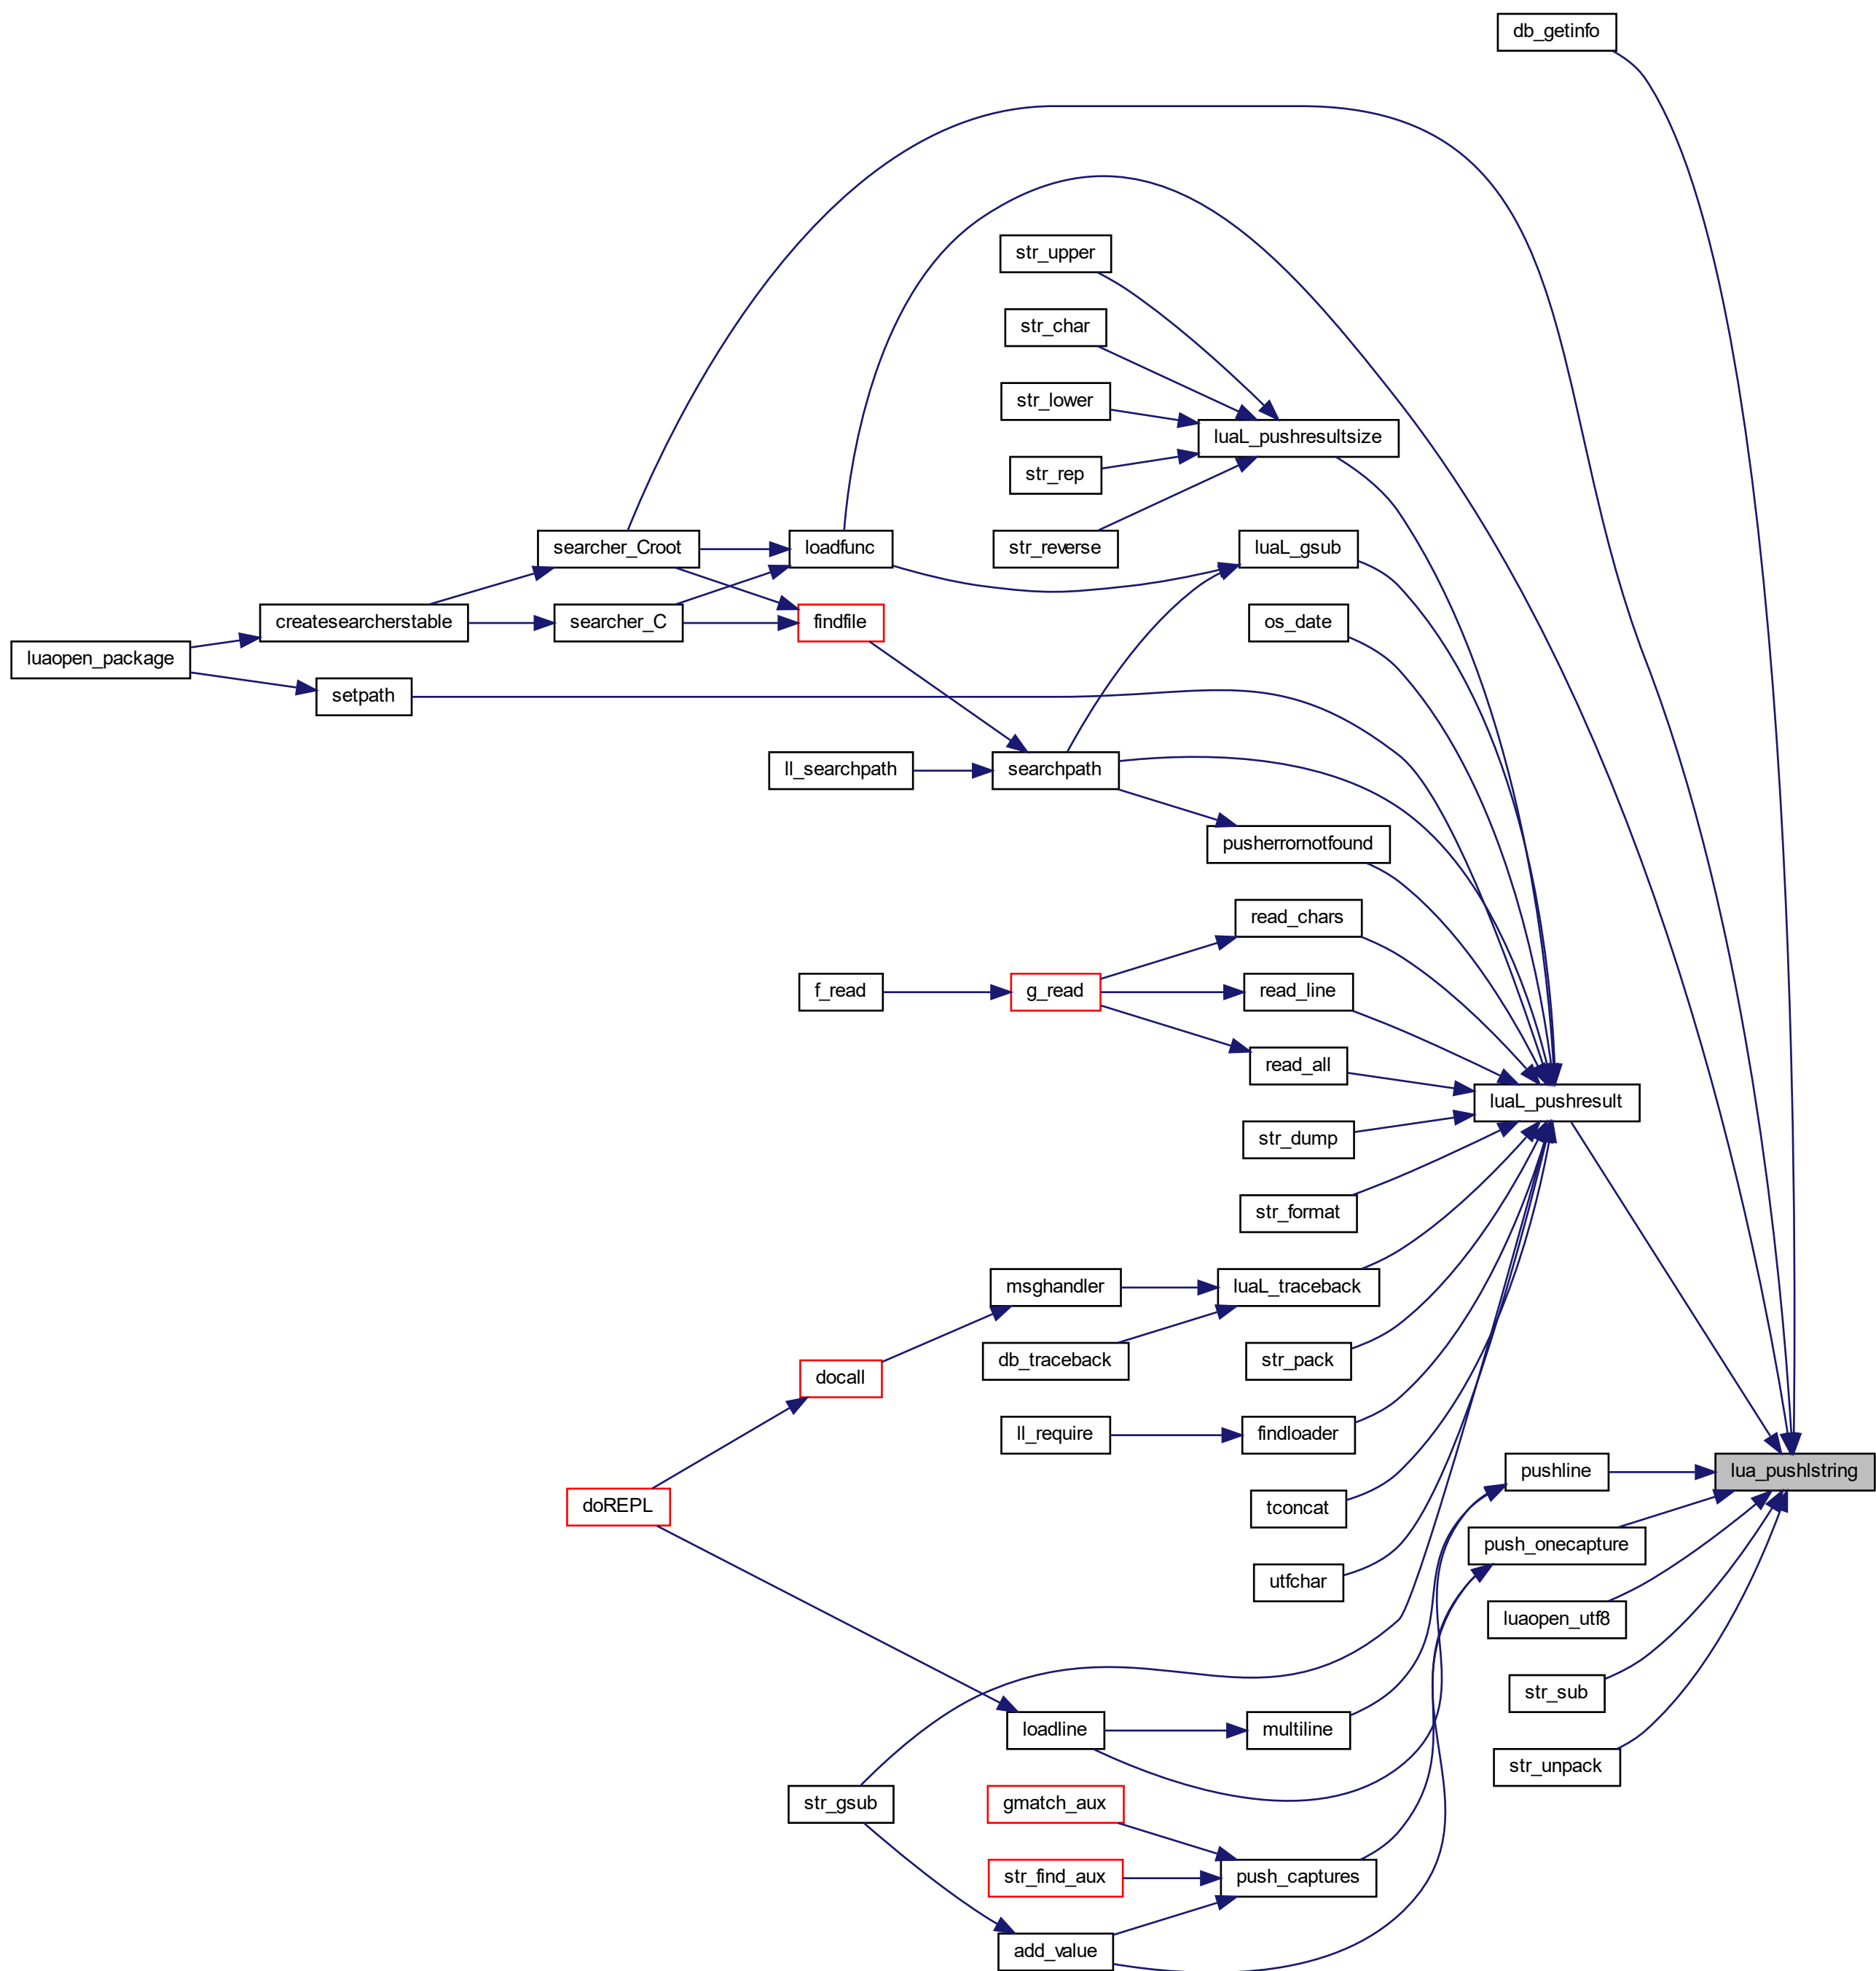 db_getinfo
str_upper
str_char
str_lower
luaL_pushresultsize
str_rep
searcher_Croot
loadfunc
str_reverse
luaL_gsub
createsearcherstable
searcher_C
findfile
os_date
luaopen_package
setpath
ll_searchpath
searchpath
pusherrornotfound
read_chars
f_read
g_read
read_line
read_all
luaL_pushresult
str_dump
str_format
msghandler
luaL_traceback
db_traceback
str_pack
docall
ll_require
findloader
pushline
lua_pushlstring
doREPL
tconcat
push_onecapture
utfchar
luaopen_utf8
str_sub
loadline
multiline
str_unpack
str_gsub
gmatch_aux
str_find_aux
push_captures
add_value